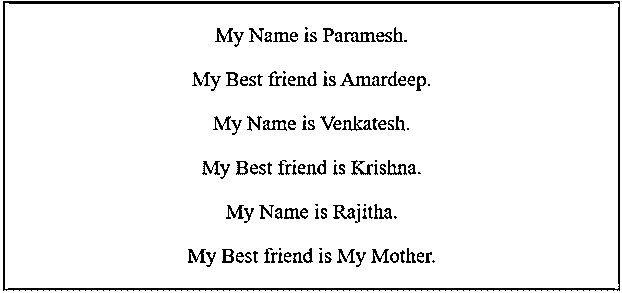 My Name is Paramesh.
My Best friend is Amardeep.
My Name is Venkatesh.
My Best friend is Krishna.
My Name is Rajitha.
My Best friend is My Mother.